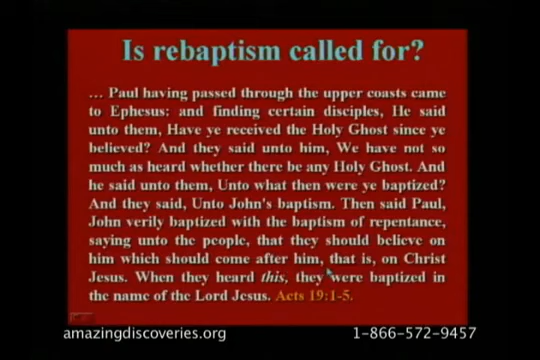 Is rebaptism called for?
... Paul having passed through the upper coasts came
to Ephesus: and finding certain disciples, He said
unto them, Have ye received the Holy Ghost since ye
believed? And they said unto him, We have not so
much as heard whether there be any Holy Ghost. And
he said unto them, Unto what then were ye baptized?
And they said, Unto John's baptism. Then said Paul,
John verily baptized with the baptism of repentance,
saying unto the people, that they should believe on
him which should come after him, that is, on Christ
Jesus. When they heard this, they were baptized in
the name of the Lord Jesus. Acts 19:1-5.
amazingdiscoveries.org 1-866-572-9457